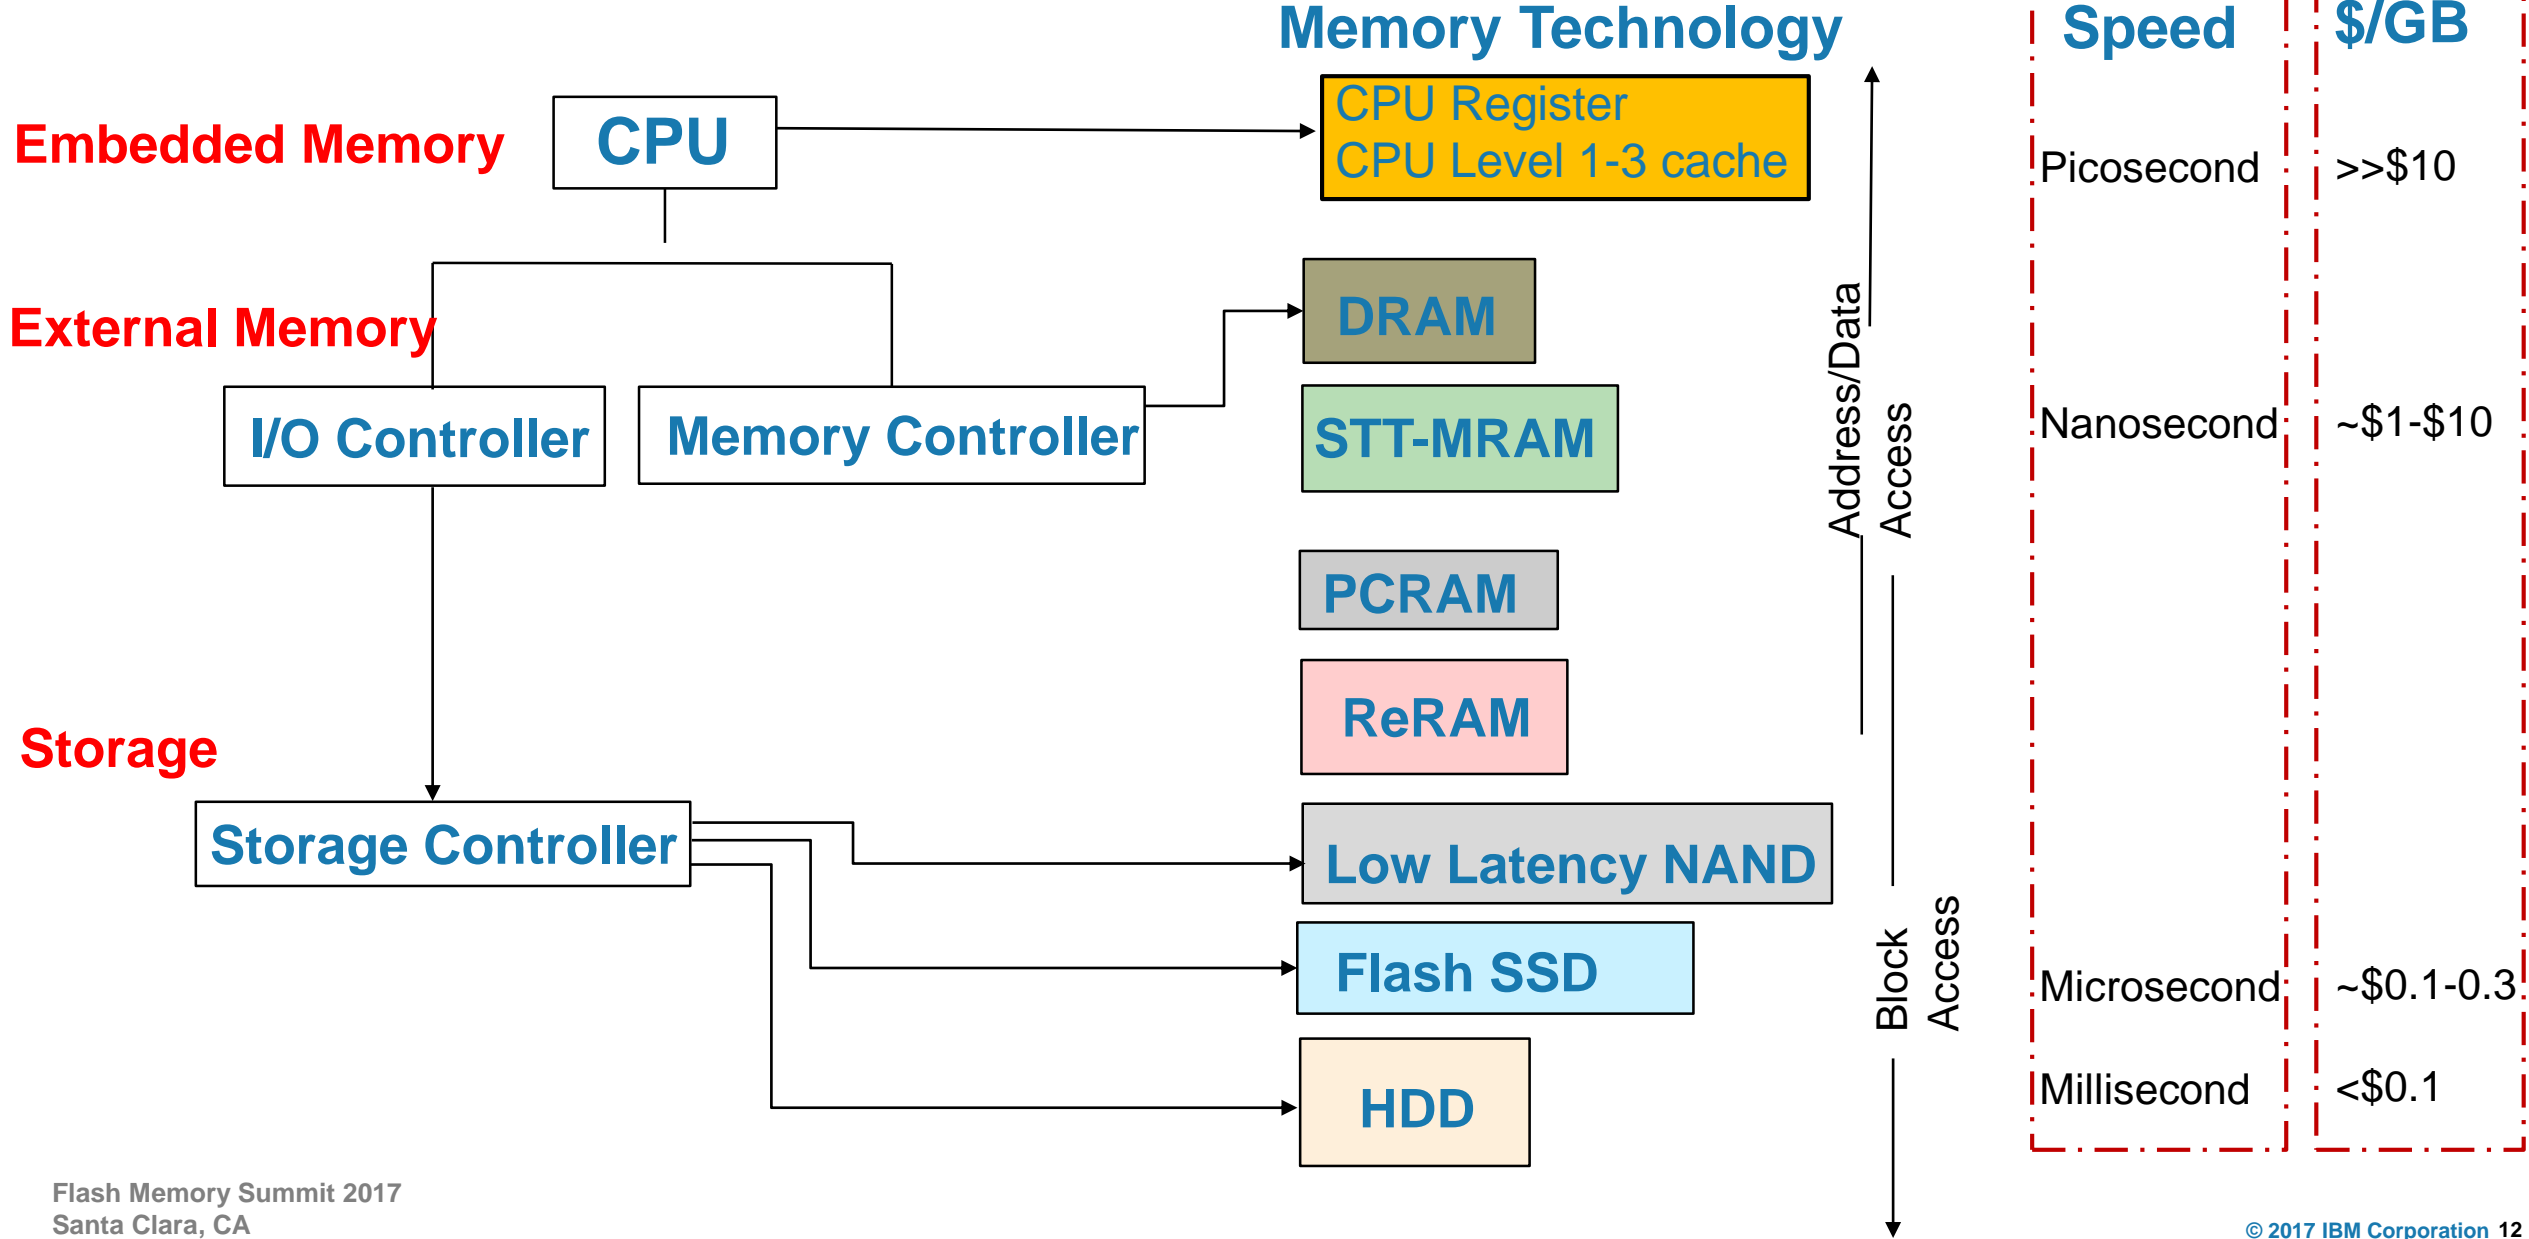 Memory Technology
Speed
$/GB
Embedded Memory
CPU
CPU Register
CPU Level 1-3 cache
Picosecond
>>$10
External Memory
DRAM
I/O Controller
Memory Controller
STT-MRAM
Address/Data
Access
Nanosecond
~$1-$10
PCRAM
ReRAM
Storage
Storage Controller
Low Latency NAND
Flash SSD
Block
Access
Microsecond
~$0.1-0.3
HDD
Millisecond
<$0.1
Flash Memory Summit 2017
Santa Clara, CA
© 2017 IBM Corporation 12